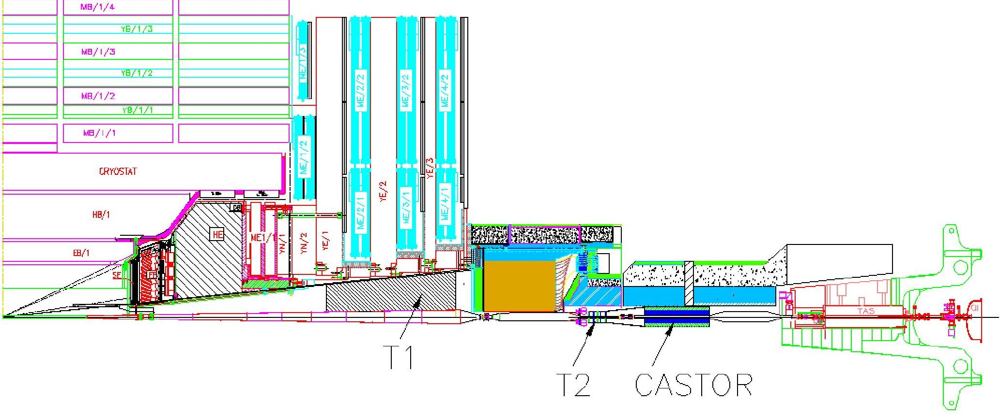 MB/1/4
YB/1/3
MB/1/3
YB/1/2
MB/1/2
YB/1/1
MB/1/1
CRYOSTAT
HB/1
EB/1
SE
EE
HE
ME1/1
YN/1
YN/2
YE/1
ME/1/3
ME/1/2
ME/2/2
ME/2/1
YE/2
ME/3/2
ME/3/1
YE/3
ME/4/2
ME/4/1
TAS
Q1
T1
T2
CASTOR